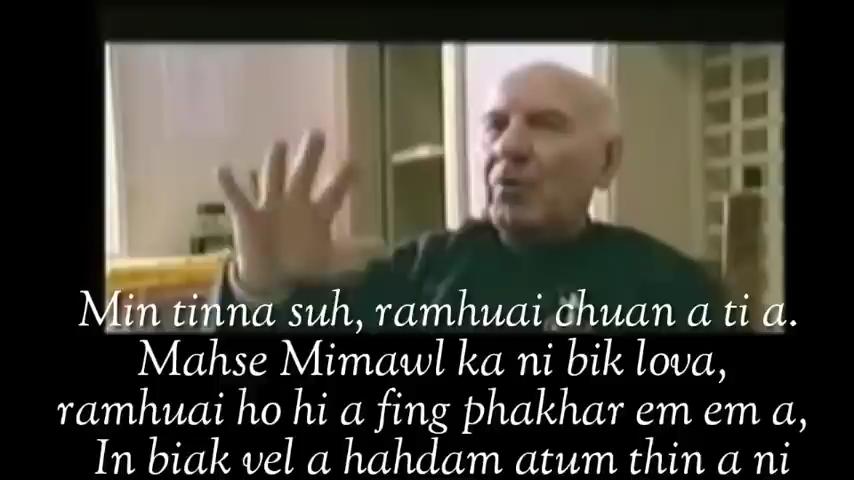 Min tinna suh, ramhuai chuan a ti a.
Mahse Mimawl ka ni bik lova,
ramhuai ho hi a fing phakhar em em a,
In biak vel a hahdam atum thin a ni